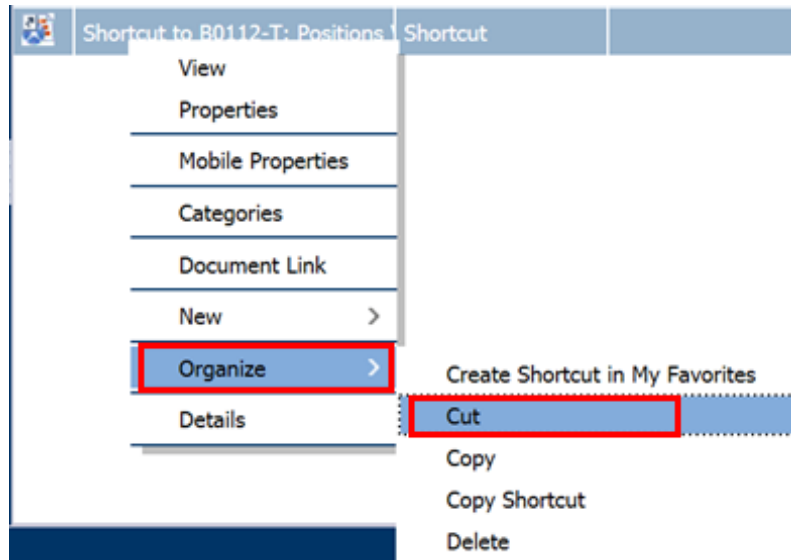 Shortcut to B0112-T: Positions Shortcut
View
Properties
Mobile Properties
Categories
Document Link
New
Organize
Create Shortcut in My Favorites
Details
Cut
Copy
Copy Shortcut
Delete